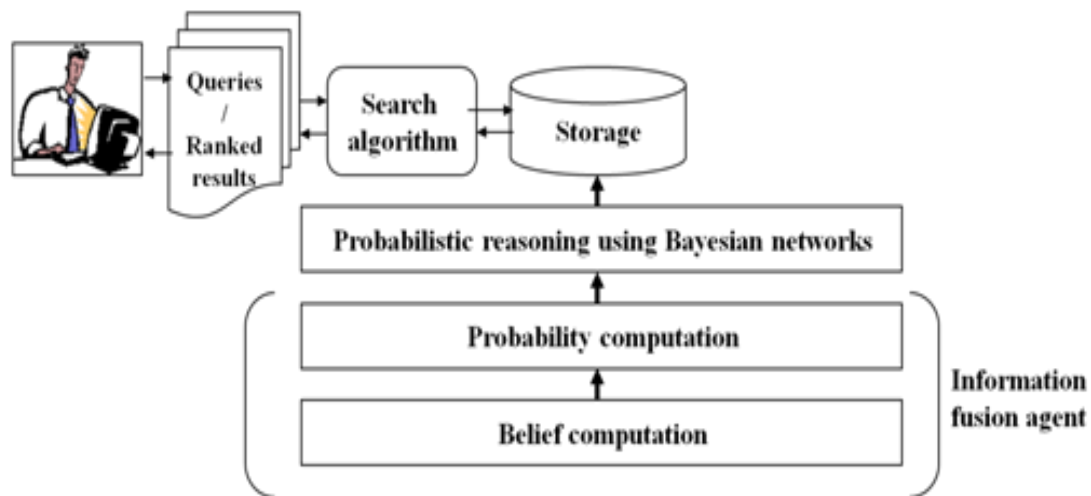 Queries
/
Ranked
results
Search
algorithm
Storage
Probabilistic reasoning using Bayesian networks
Probability computation
Belief computation
Information
fusion agent